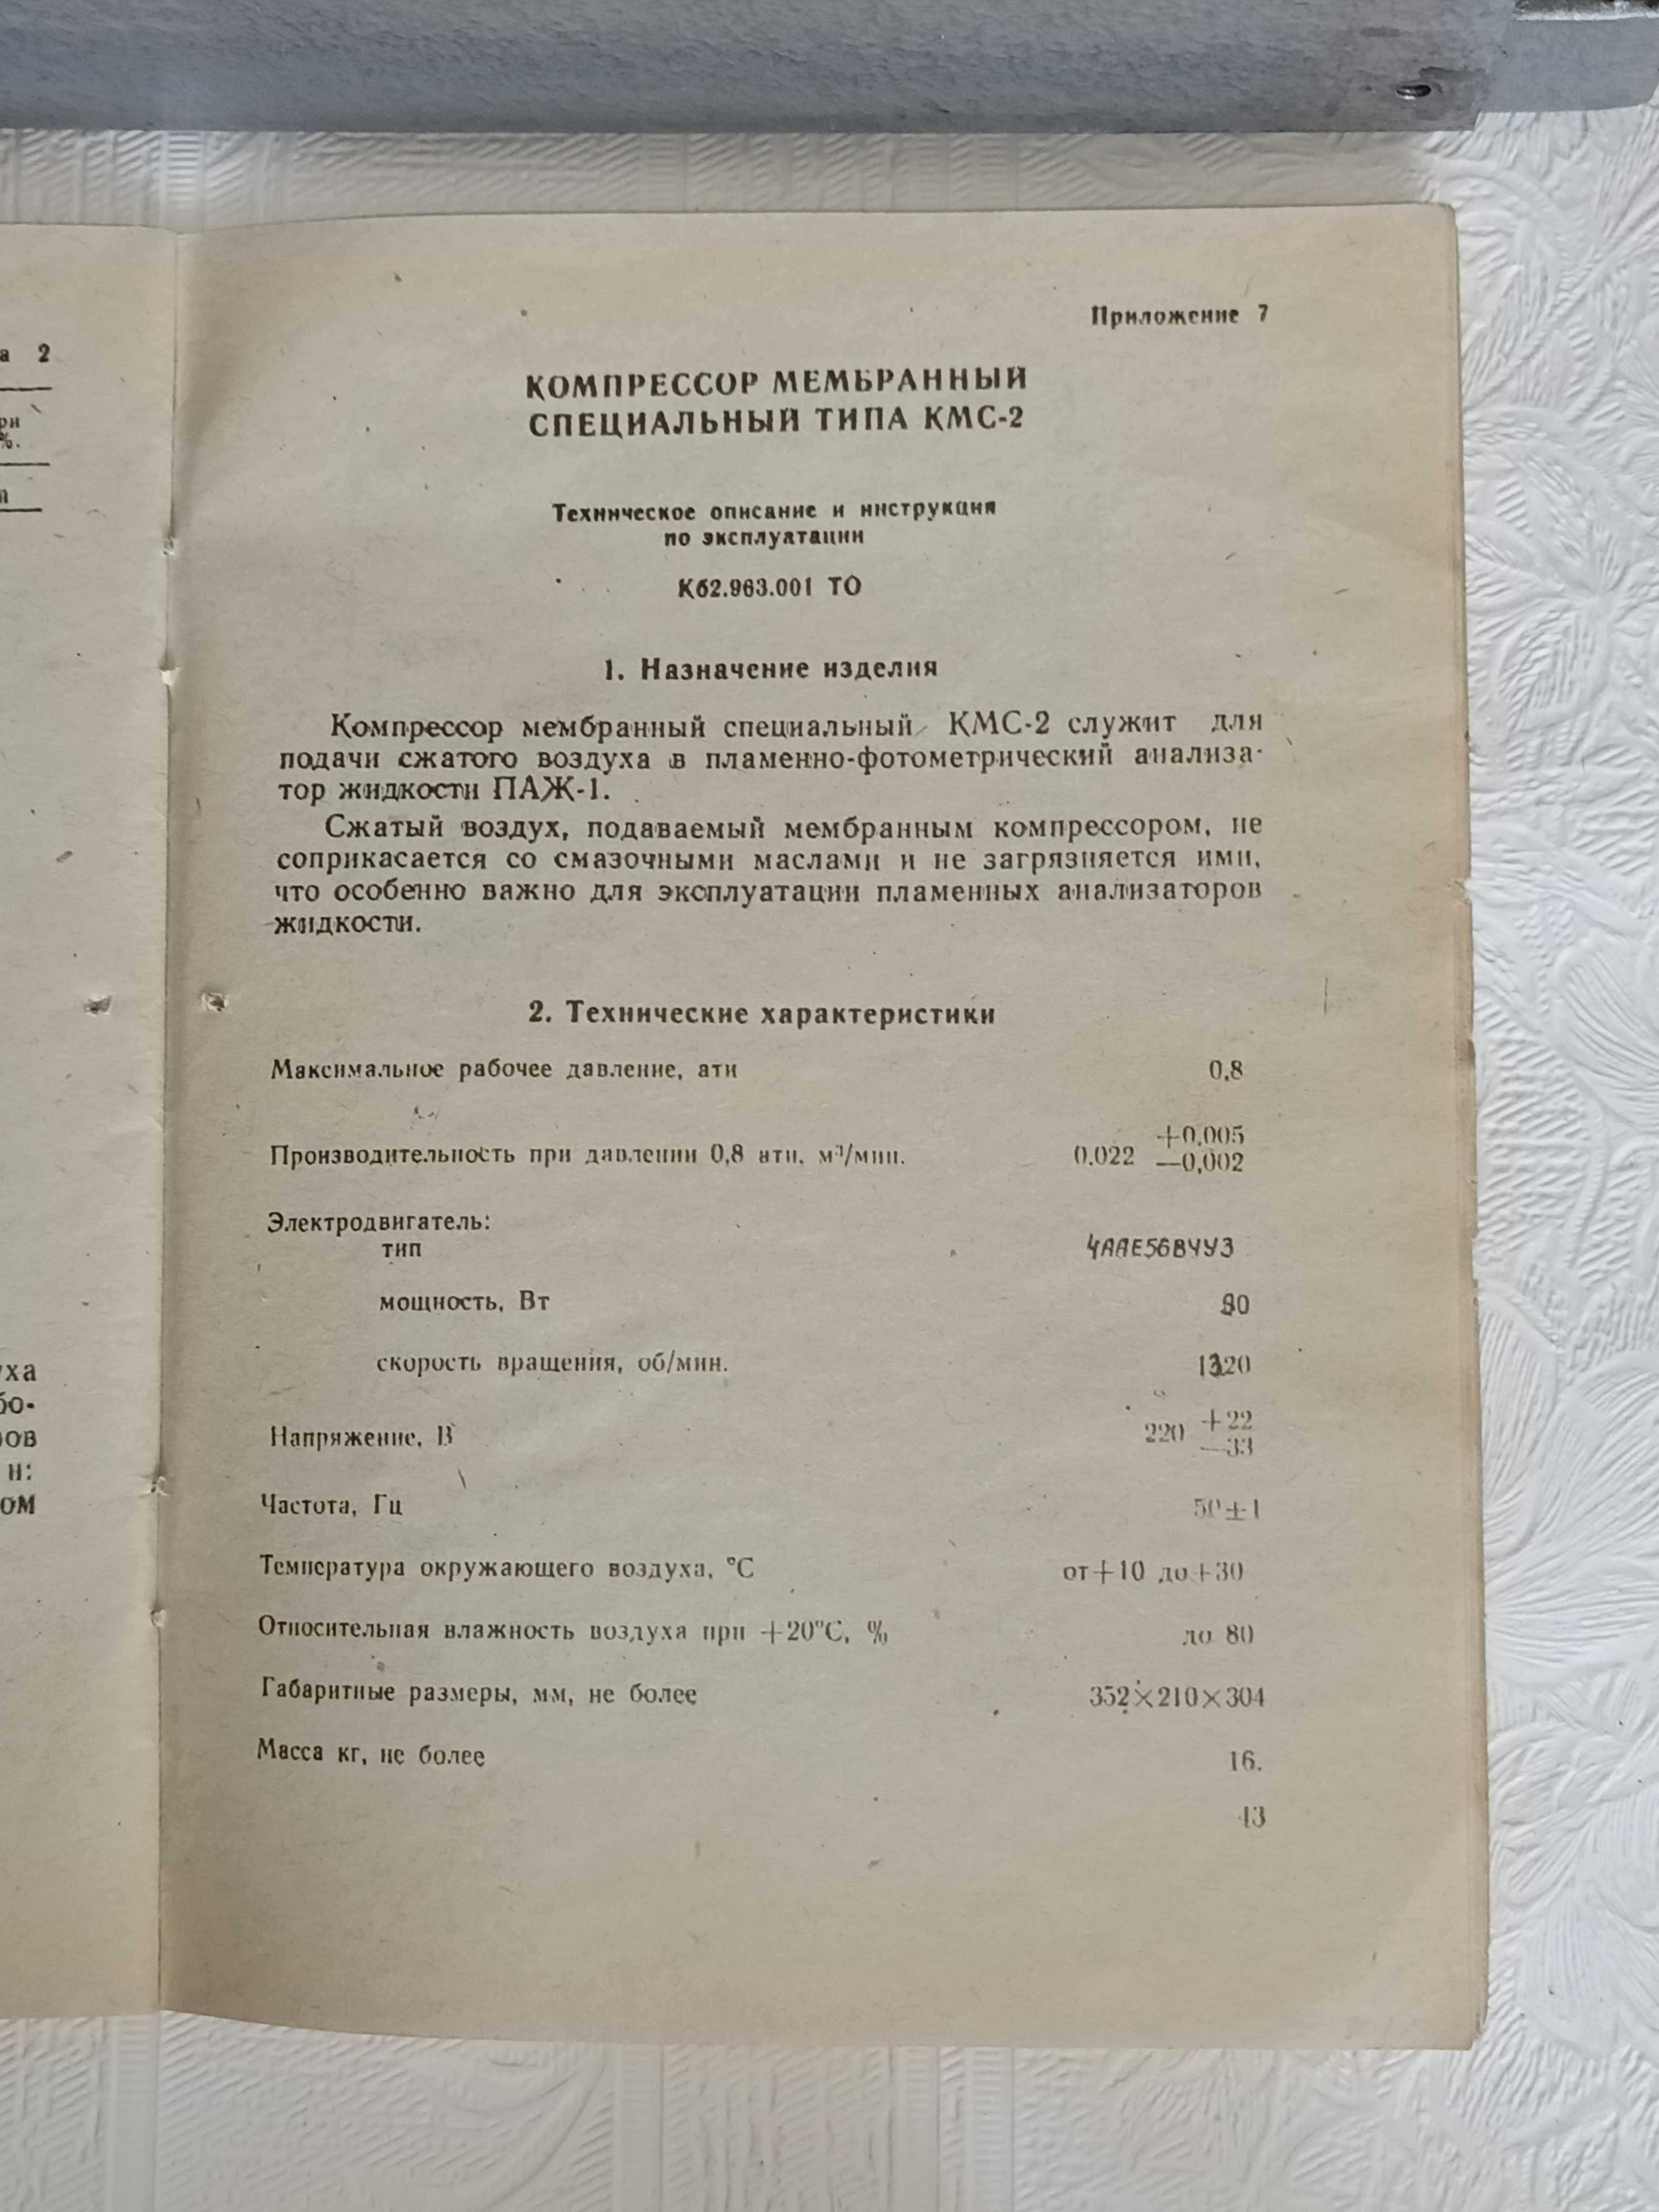 а 2
ри
%.
уха
бо-
ров
и:
ом
Приложение 7
КОМПРЕССОР МЕМБРАННЫЙ
СПЕЦИАЛЬНЫЙ ТИПА КМС-2
Техническое описание и инструкция
по эксплуатации
К62.963.001 ТО
1. Назначение изделия
Компрессор мембранный специальный КМС-2 служит для
подачи сжатого воздуха в пламенно-фотометрический анализа-
тор жидкости ПАЖ-1.
Сжатый воздух, подаваемый мембранным компрессором, не
соприкасается со смазочными маслами и не загрязняется ими,
что особенно важно для эксплуатации пламенных анализаторов
жидкости.
2. Технические характеристики
Максимальное рабочее давление, ати 0,8
Производительность при давлении 0,8 ати, м³/мин. 0,022 +0,005 —0,002
Электродвигатель:
тип 4ААЕ56В4У3
мощность, Вт
скорость вращения, об/мин.
Напряжение, В 220 +22 —33
Частота, Гц 50±1
Температура окружающего воздуха, °С от+10 до+30
Относительная влажность воздуха при +20°С, % до 80
Габаритные размеры, мм, не более 352×210×304
Масса кг, не более 16.
43